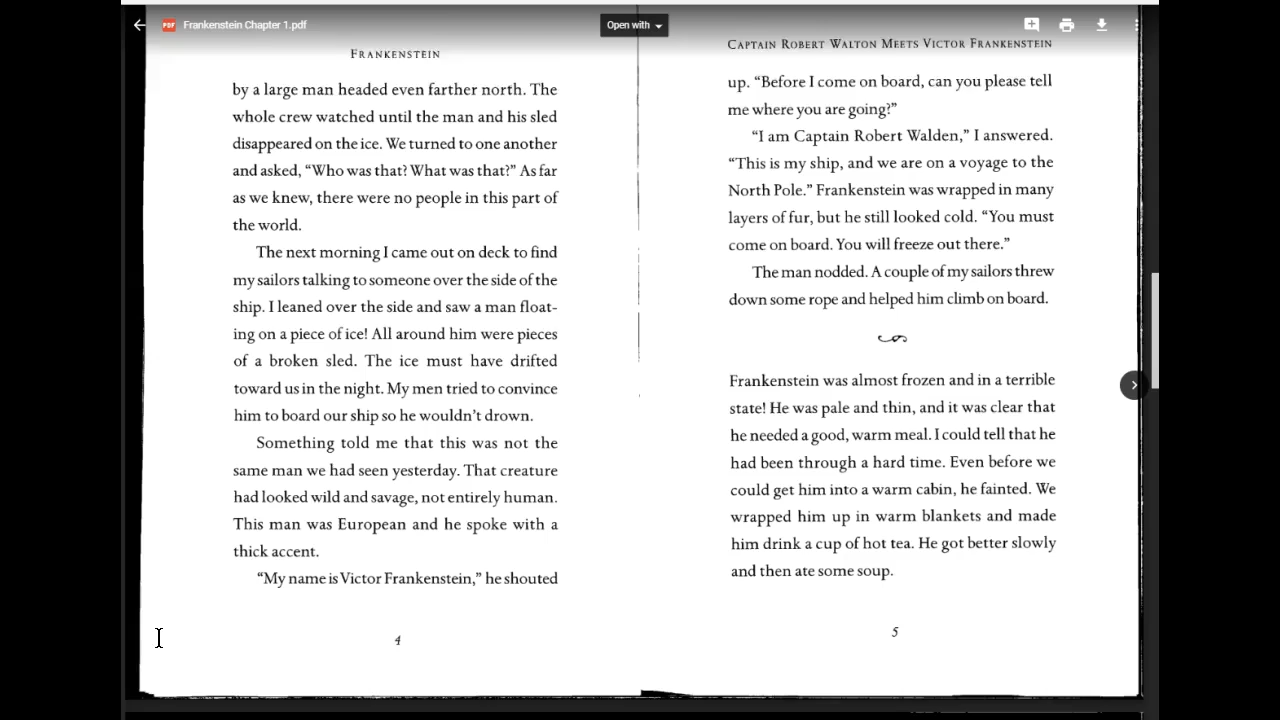 Frankenstein Chapter 1.pdf
Open with
FRANKENSTEIN
by a large man headed even farther north. The
whole crew watched until the man and his sled
disappeared on the ice. We turned to one another
and asked, “Who was that? What was that?” As far
as we knew, there were no people in this part of
the world.
The next morning I came out on deck to find
my sailors talking to someone over the side of the
ship. I leaned over the side and saw a man float-
ing on a piece of ice! All around him were pieces
of a broken sled. The ice must have drifted
toward us in the night. My men tried to convince
him to board our ship so he wouldn’t drown.
Something told me that this was not the
same man we had seen yesterday. That creature
had looked wild and savage, not entirely human.
This man was European and he spoke with a
thick accent.
“My name is Victor Frankenstein,” he shouted
4
CAPTAIN ROBERT WALTON MEETS VICTOR FRANKENSTEIN
up. “Before I come on board, can you please tell
me where you are going?”
“I am Captain Robert Walden,” I answered.
“This is my ship, and we are on a voyage to the
North Pole.” Frankenstein was wrapped in many
layers of fur, but he still looked cold. “You must
come on board. You will freeze out there.”
The man nodded. A couple of my sailors threw
down some rope and helped him climb on board.
Frankenstein was almost frozen and in a terrible
state! He was pale and thin, and it was clear that
he needed a good, warm meal. I could tell that he
had been through a hard time. Even before we
could get him into a warm cabin, he fainted. We
wrapped him up in warm blankets and made
him drink a cup of hot tea. He got better slowly
and then ate some soup.
5